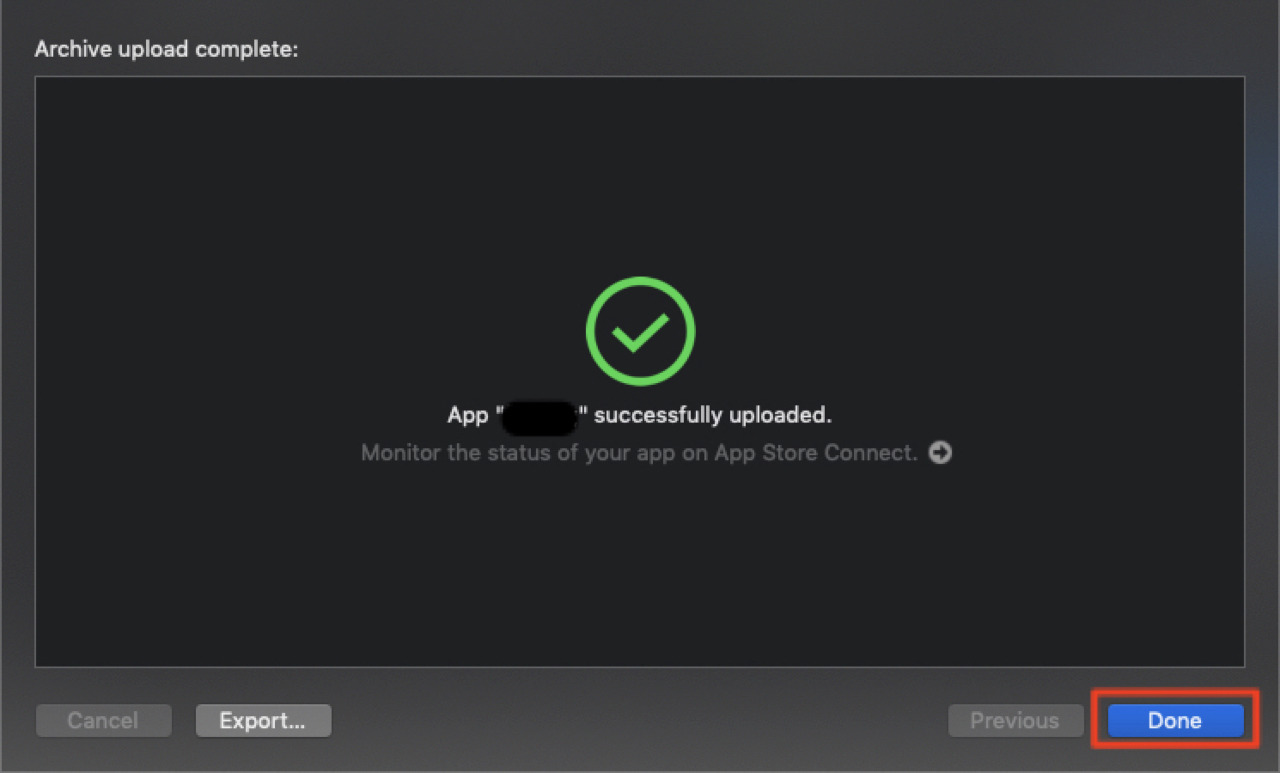 Archive upload complete:
App " " successfully uploaded.
Monitor the status of your app on App Store Connect.
Cancel
Export...
Previous
Done